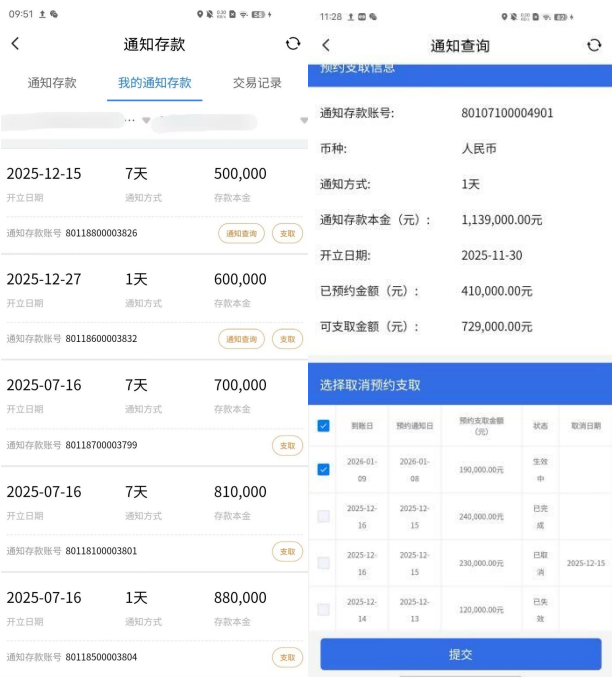 09:51
58
通知存款
通知存款
我的通知存款
交易记录
2025-12-15
7天
500,000
开立日期
通知方式
存款本金
通知存款账号 80118800003826
通知查询
支取
2025-12-27
1天
600,000
开立日期
通知方式
存款本金
通知存款账号 80118600003832
通知查询
支取
2025-07-16
7天
700,000
开立日期
通知方式
存款本金
通知存款账号 80118700003799
支取
2025-07-16
7天
810,000
开立日期
通知方式
存款本金
通知存款账号 80118100003801
支取
2025-07-16
1天
880,000
开立日期
通知方式
存款本金
通知存款账号 80118500003804
支取
11:28
82
通知查询
预约支取信息
通知存款账号:
80107100004901
币种:
人民币
通知方式:
1天
通知存款本金（元）:
1,139,000.00元
开立日期:
2025-11-30
已预约金额（元）:
410,000.00元
可支取金额（元）:
729,000.00元
选择取消预约支取
到账日
预约通知日
预约支取金额
（元）
状态
取消日期
2026-01-
09
2026-01-
08
190,000.00元
生效
中
2025-12-
16
2025-12-
15
240,000.00元
已完
成
2025-12-
16
2025-12-
15
230,000.00元
已取
消
2025-12-15
2025-12-
14
2025-12-
13
120,000.00元
已失
效
提交